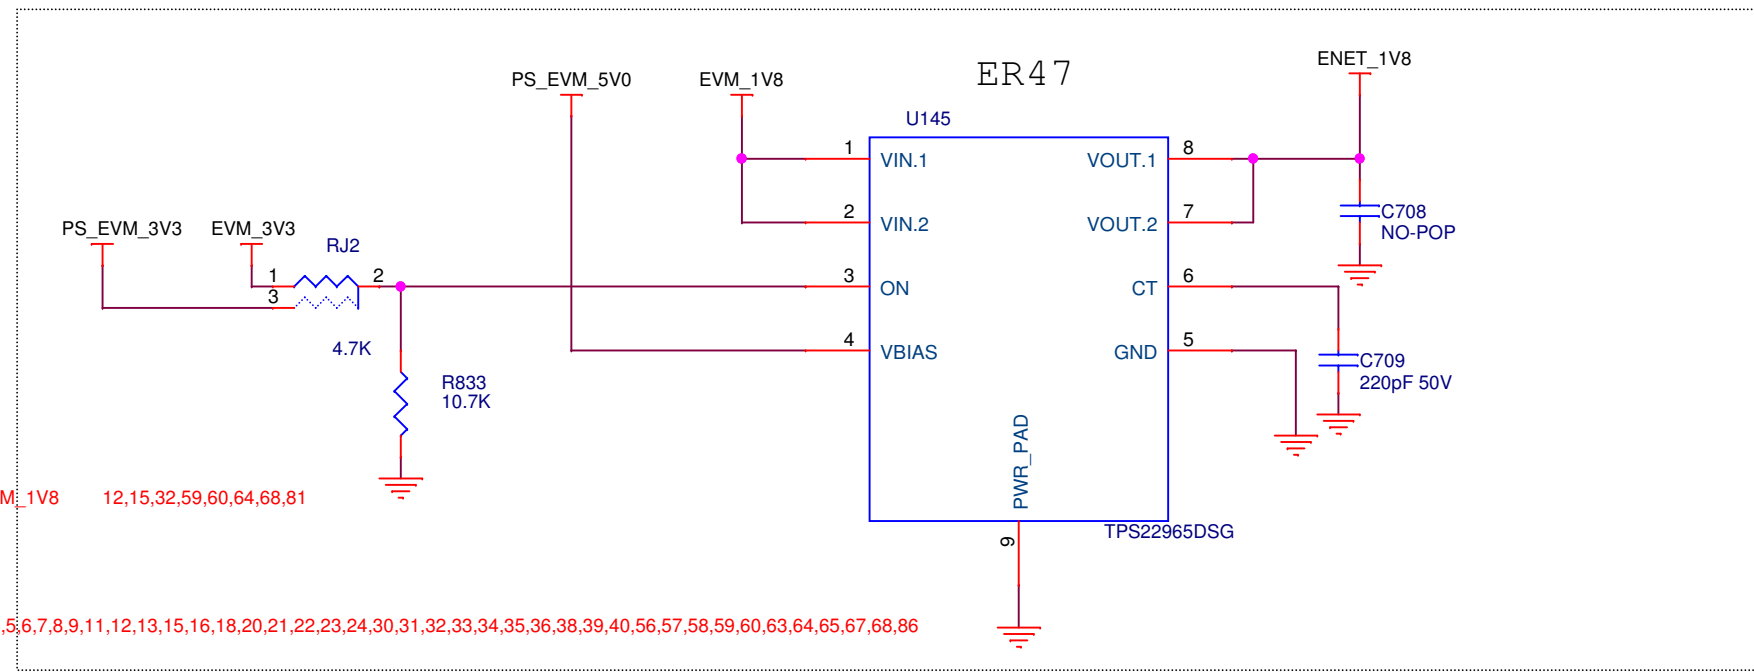 ER47
ENET_1V8
PS_EVM_5V0
EVM_1V8
U145
1
VIN.1
VOUT.1
8
2
VIN.2
VOUT.2
7
C708
NO-POP
PS_EVM_3V3
EVM_3V3
RJ2
1
2
3
3
ON
CT
6
4.7K
4
VBIAS
GND
5
C709
220pF 50V
R833
10.7K
PWR_PAD
9
TPS22965DSG
M_1V8 12,15,32,59,60,64,68,81
,5,6,7,8,9,11,12,13,15,16,18,20,21,22,23,24,30,31,32,33,34,35,36,38,39,40,56,57,58,59,60,63,64,65,67,68,86